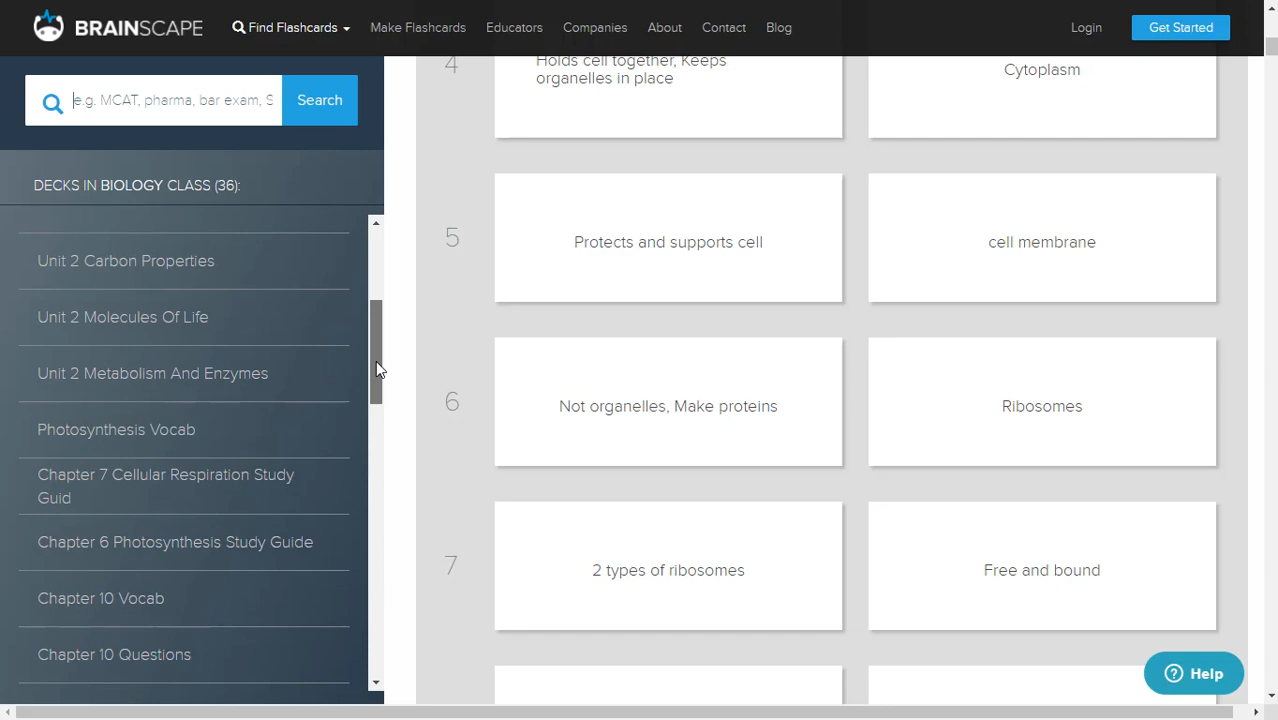 BRAINSCAPE
Find Flashcards
Make Flashcards
Educators
Companies
About
Contact
Blog
Login
Get Started
e.g. MCAT, pharma, bar exam, S
Search
DECKS IN BIOLOGY CLASS (36):
Unit 2 Carbon Properties
Unit 2 Molecules Of Life
Unit 2 Metabolism And Enzymes
Photosynthesis Vocab
Chapter 7 Cellular Respiration Study
Guid
Chapter 6 Photosynthesis Study Guide
Chapter 10 Vocab
Chapter 10 Questions
4
Holds cell together, Keeps
organelles in place
Cytoplasm
5
Protects and supports cell
cell membrane
6
Not organelles, Make proteins
Ribosomes
7
2 types of ribosomes
Free and bound
Help